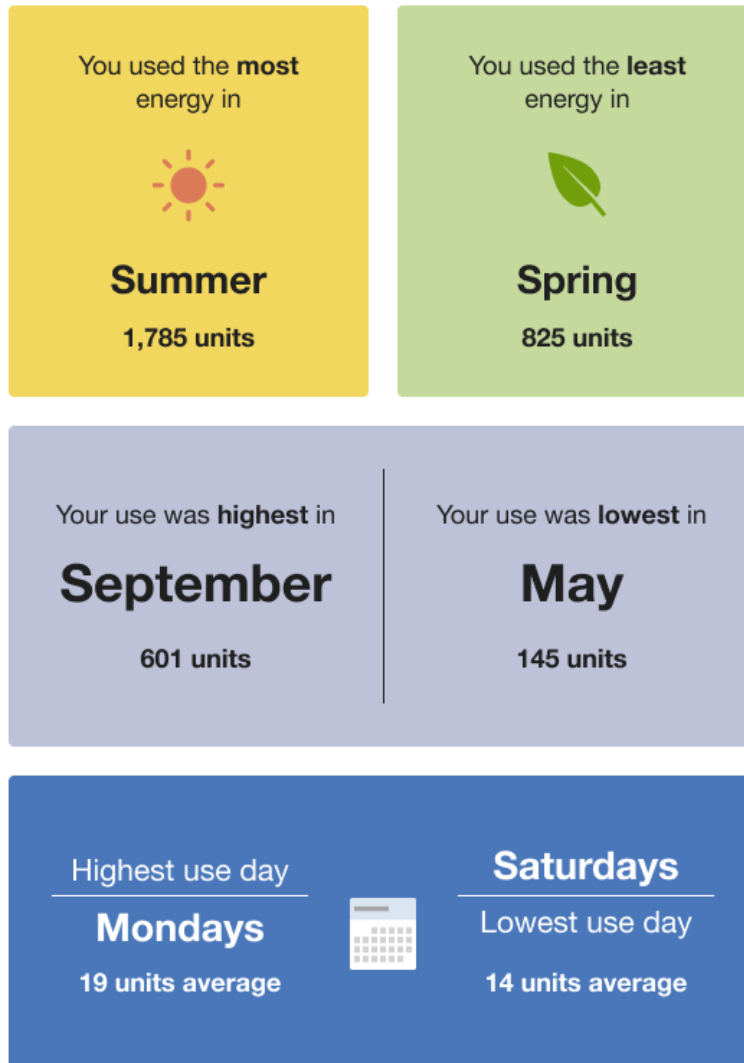 You used the most
energy in
Summer
1,785 units
You used the least
energy in
Spring
825 units
Your use was highest in
September
601 units
Your use was lowest in
May
145 units
Highest use day
Mondays
19 units average
Saturdays
Lowest use day
14 units average